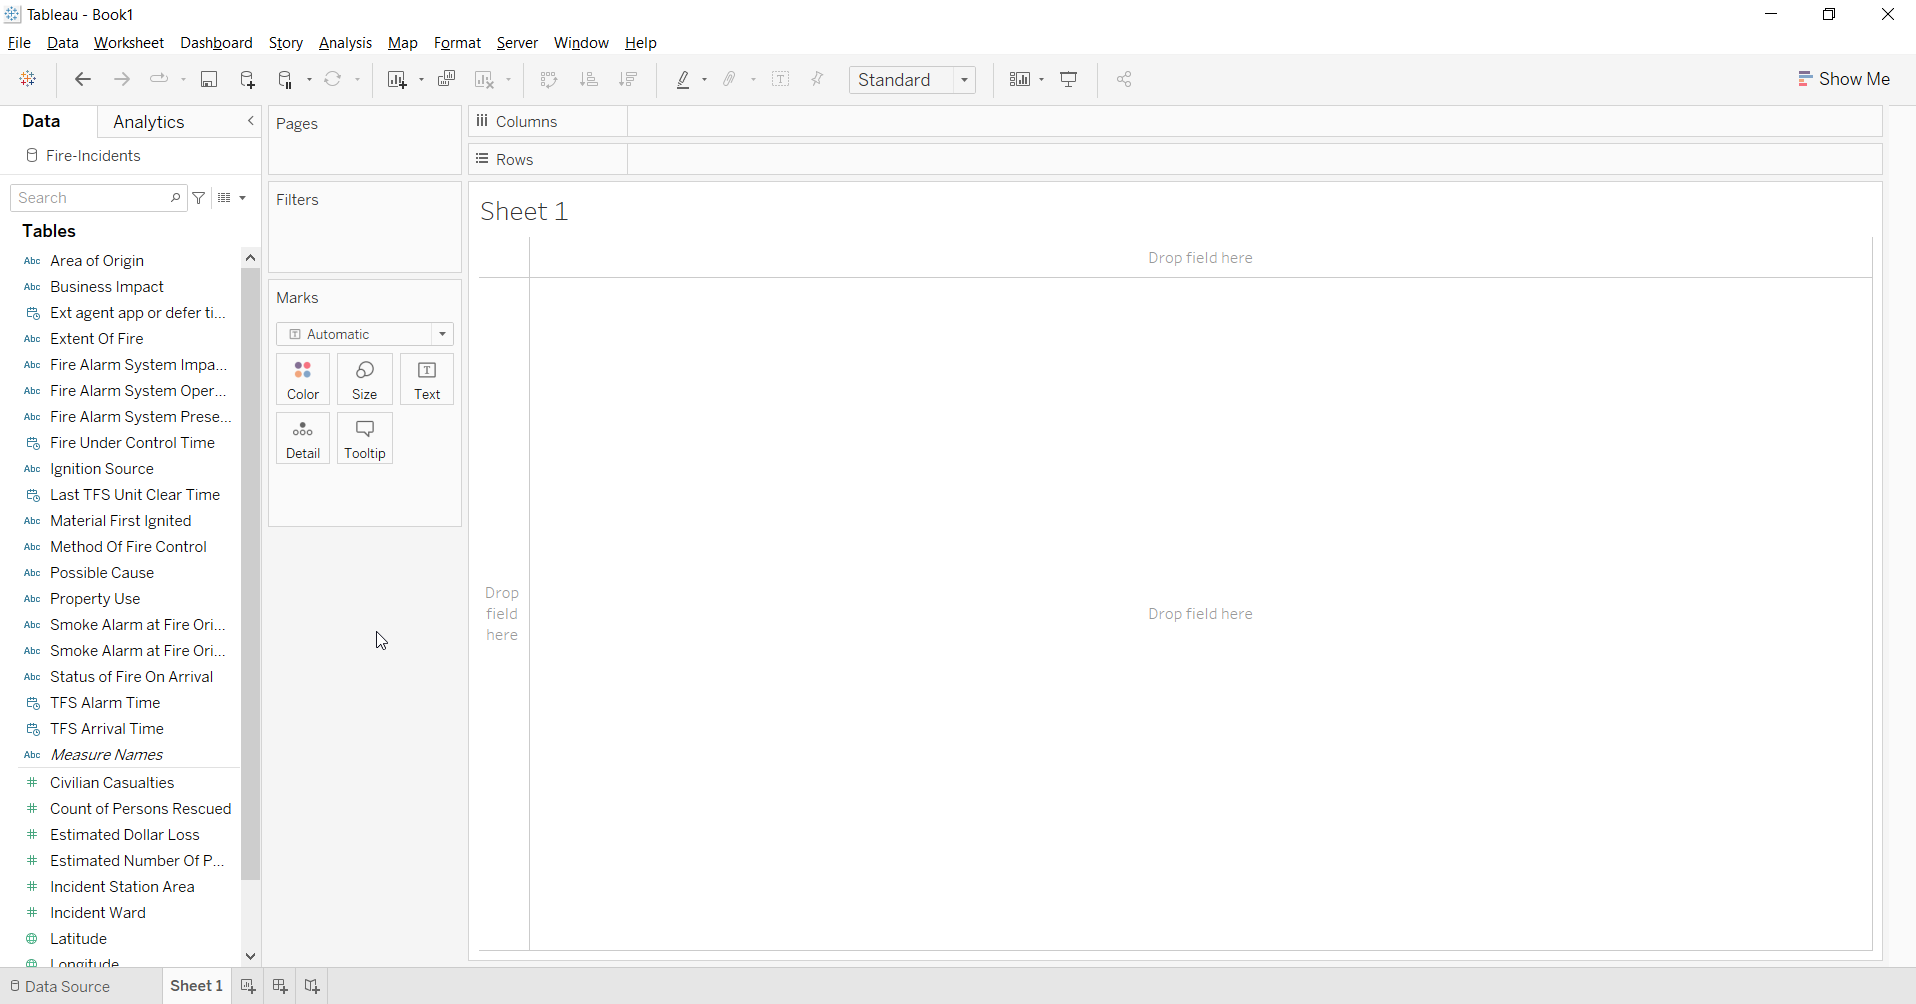 Tableau - Book1
File Data Worksheet Dashboard Story Analysis Map Format Server Window Help
Standard
Show Me
Data
Analytics
Fire-Incidents
Search
Tables
Abc Area of Origin
Abc Business Impact
Ext agent app or defer ti...
Abc Extent Of Fire
Abc Fire Alarm System Impa...
Abc Fire Alarm System Oper...
Abc Fire Alarm System Prese...
Fire Under Control Time
Abc Ignition Source
Last TFS Unit Clear Time
Abc Material First Ignited
Abc Method Of Fire Control
Abc Possible Cause
Abc Property Use
Abc Smoke Alarm at Fire Ori...
Abc Smoke Alarm at Fire Ori...
Abc Status of Fire On Arrival
TFS Alarm Time
TFS Arrival Time
Abc Measure Names
# Civilian Casualties
# Count of Persons Rescued
# Estimated Dollar Loss
# Estimated Number Of P...
# Incident Station Area
# Incident Ward
Latitude
Longitude
Pages
Filters
Marks
T Automatic
Color
Size
T
Text
Detail
Tooltip
Columns
Rows
Sheet 1
Drop field here
Drop
field
here
Drop field here
Data Source
Sheet 1